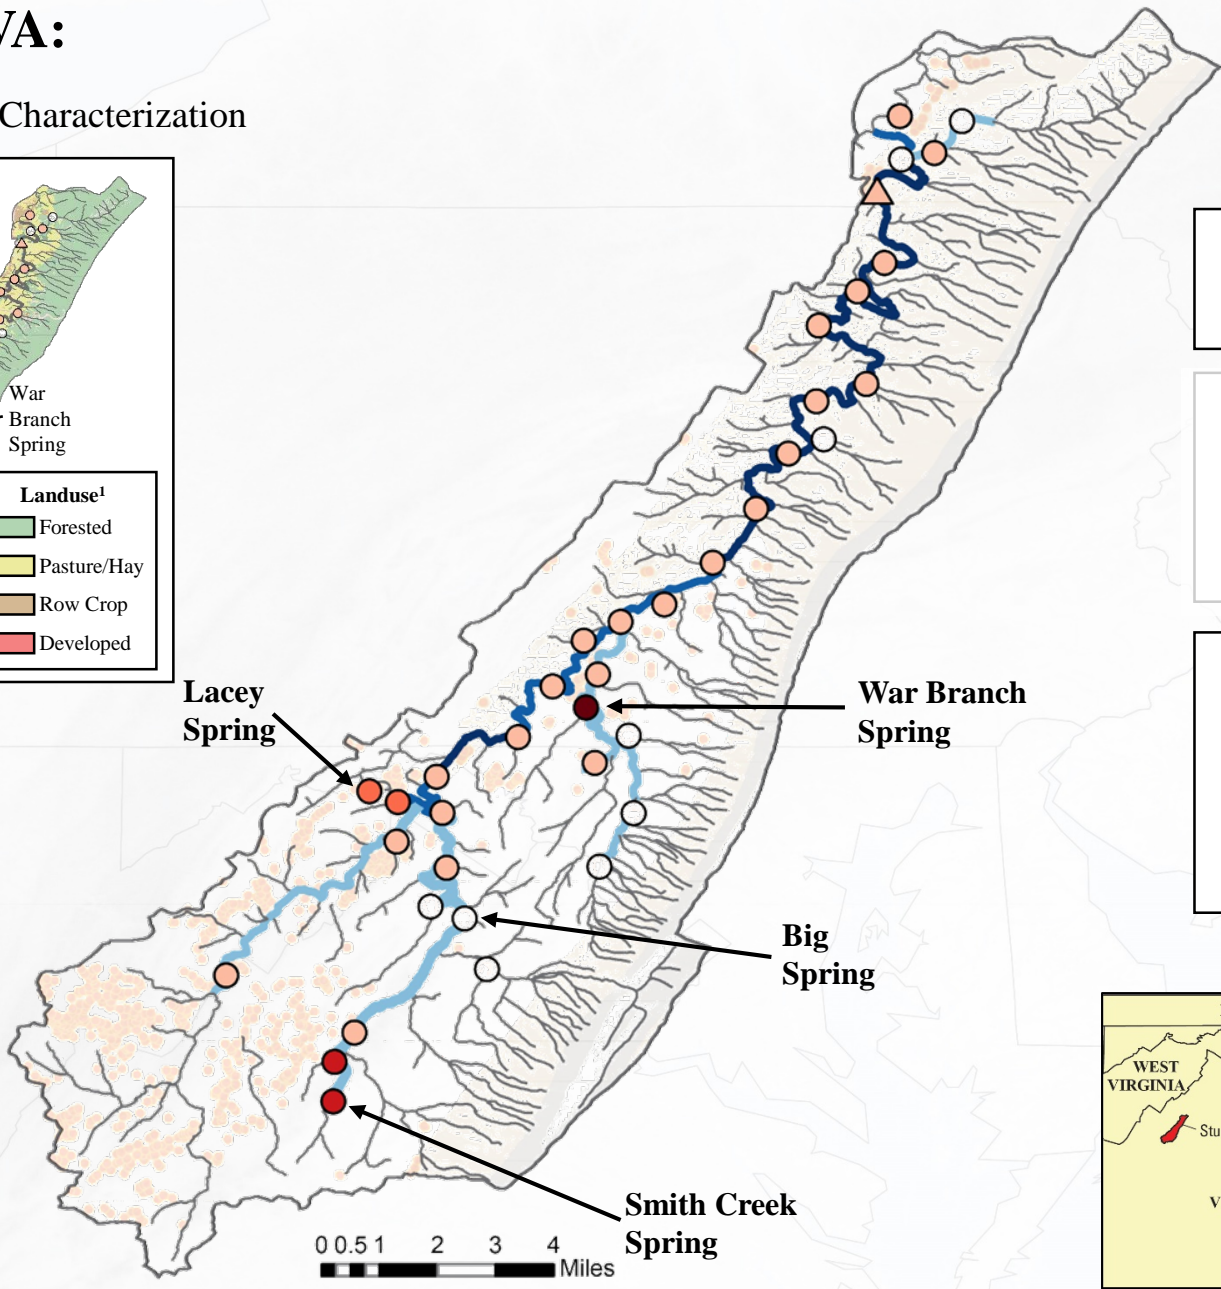 VA:
Characterization
War
Branch
Spring
Landuse¹
Forested
Pasture/Hay
Row Crop
Developed
Lacey
Spring
War Branch
Spring
Big
Spring
Smith Creek
Spring
0 0.5 1 2 3 4
Miles
WEST
VIRGINIA
Stu
V